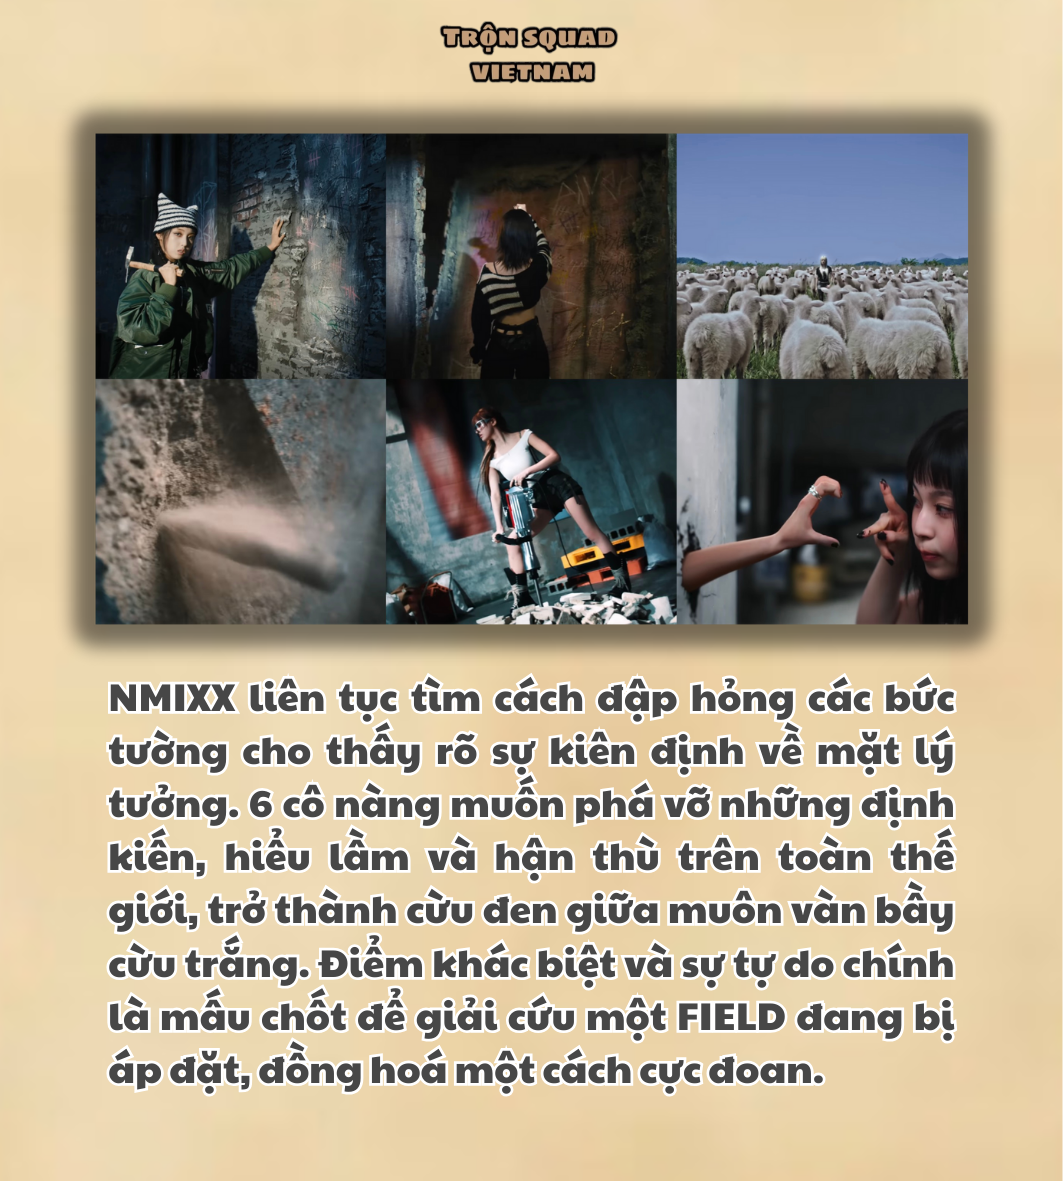 TRỘN SQUAD
VIETNAM
NMIXX liên tục tìm cách đập hỏng các bức
tường cho thấy rõ sự kiên định về mặt lý
tưởng. 6 cô nàng muốn phá vỡ những định
kiến, hiểu lầm và hận thù trên toàn thế
giới, trở thành cừu đen giữa muôn vàn bầy
cừu trắng. Điểm khác biệt và sự tự do chính
là mấu chốt để giải cứu một FIELD đang bị
áp đặt, đồng hoá một cách cực đoan.